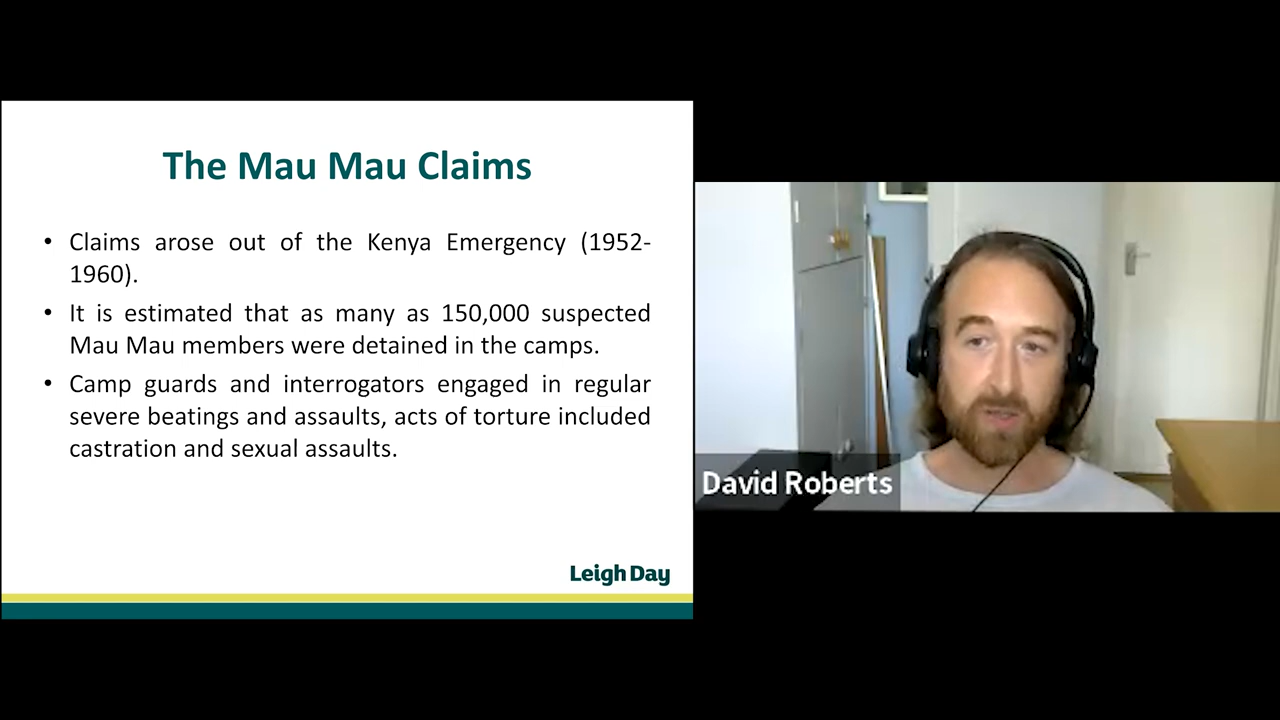 The Mau Mau Claims
• Claims arose out of the Kenya Emergency (1952-
1960).
• It is estimated that as many as 150,000 suspected
Mau Mau members were detained in the camps.
• Camp guards and interrogators engaged in regular
severe beatings and assaults, acts of torture included
castration and sexual assaults.
Leigh Day
David Roberts